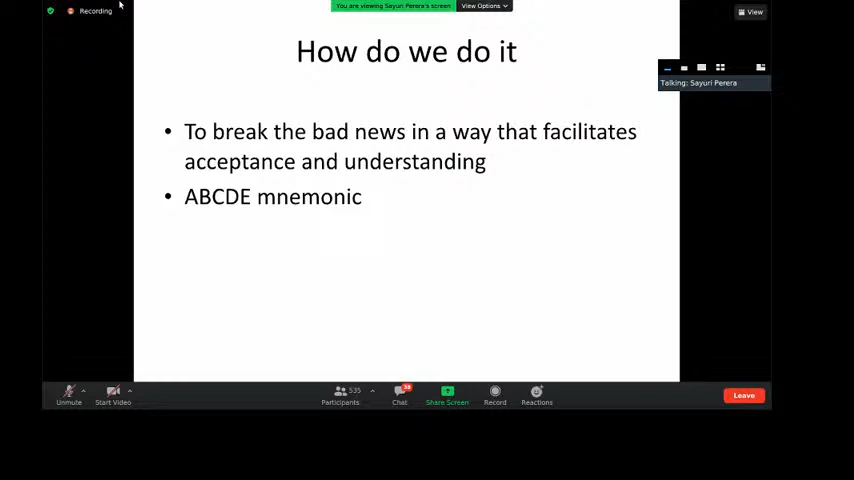 Recording
You are viewing Sayuri Perera's screen
View Options
View
How do we do it
Talking: Sayuri Perera
• To break the bad news in a way that facilitates
acceptance and understanding
• ABCDE mnemonic
Unmute
Start Video
535
Participants
38
Chat
Share Screen
Record
Reactions
Leave